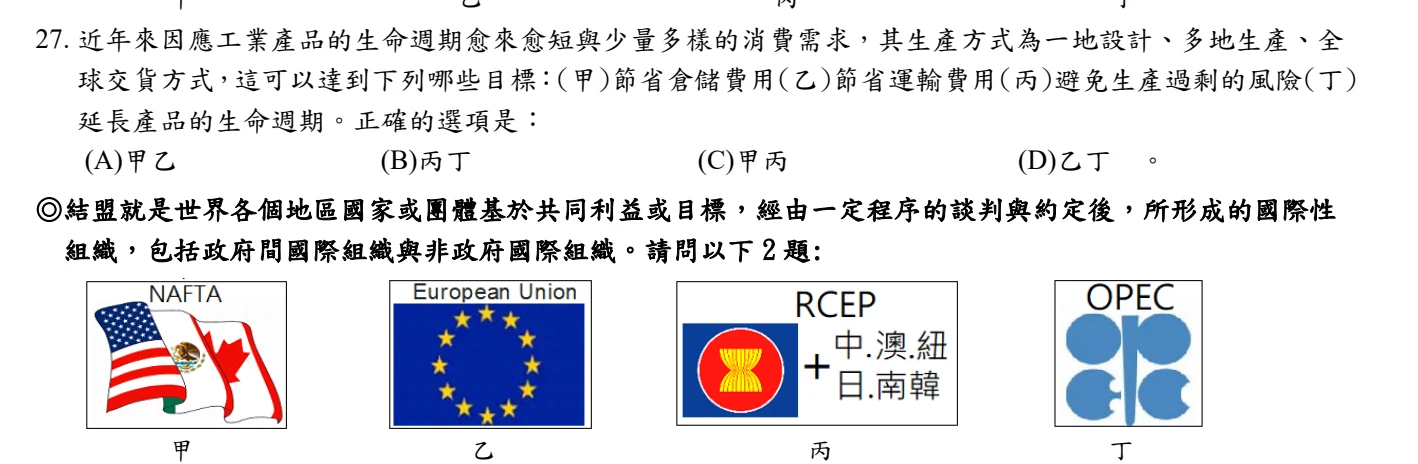 27. 近年來因應工業產品的生命週期愈來愈短與少量多樣的消費需求，其生產方式為一地設計、多地生產、全
球交貨方式，這可以達到下列哪些目標：(甲)節省倉儲費用(乙)節省運輸費用(丙)避免生產過剩的風險(丁)
延長產品的生命週期。正確的選項是：
(A)甲乙 (B)丙丁 (C)甲丙 (D)乙丁 。
◎結盟就是世界各個地區國家或團體基於共同利益或目標，經由一定程序的談判與約定後，所形成的國際性
組織，包括政府間國際組織與非政府國際組織。請問以下2題:
NAFTA European Union RCEP OPEC
+中.澳.紐
日.南韓
甲 乙 丙 丁